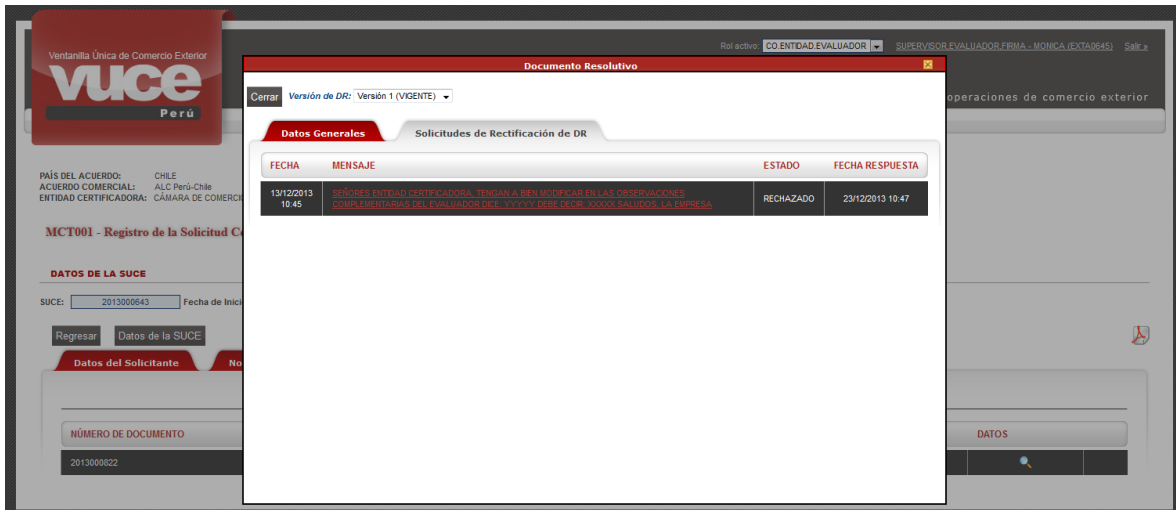 Ventanilla Única de Comercio Exterior
vuce
Perú
Rol activo: CO.ENTIDAD.EVALUADOR SUPERVISOR.EVALUADOR.FIRMA - MONICA (EXTA0645) Salir »
operaciones de comercio exterior
Documento Resolutivo
Cerrar Versión de DR: Versión 1 (VIGENTE)
Datos Generales Solicitudes de Rectificación de DR
FECHA MENSAJE ESTADO FECHA RESPUESTA
13/12/2013 10:45 SEÑORES ENTIDAD CERTIFICADORA, TENGAN A BIEN MODIFICAR EN LAS OBSERVACIONES
COMPLEMENTARIAS DEL EVALUADOR DICE: YYYYY DEBE DECIR: XXXXX SALUDOS, LA EMPRESA RECHAZADO 23/12/2013 10:47
PAÍS DEL ACUERDO: CHILE
ACUERDO COMERCIAL: ALC Perú-Chile
ENTIDAD CERTIFICADORA: CÁMARA DE COMERCI
MCT001 - Registro de la Solicitud C
DATOS DE LA SUCE
SUCE: 2013000643 Fecha de Inici
Regresar Datos de la SUCE
Datos del Solicitante No
NÚMERO DE DOCUMENTO DATOS
2013000822